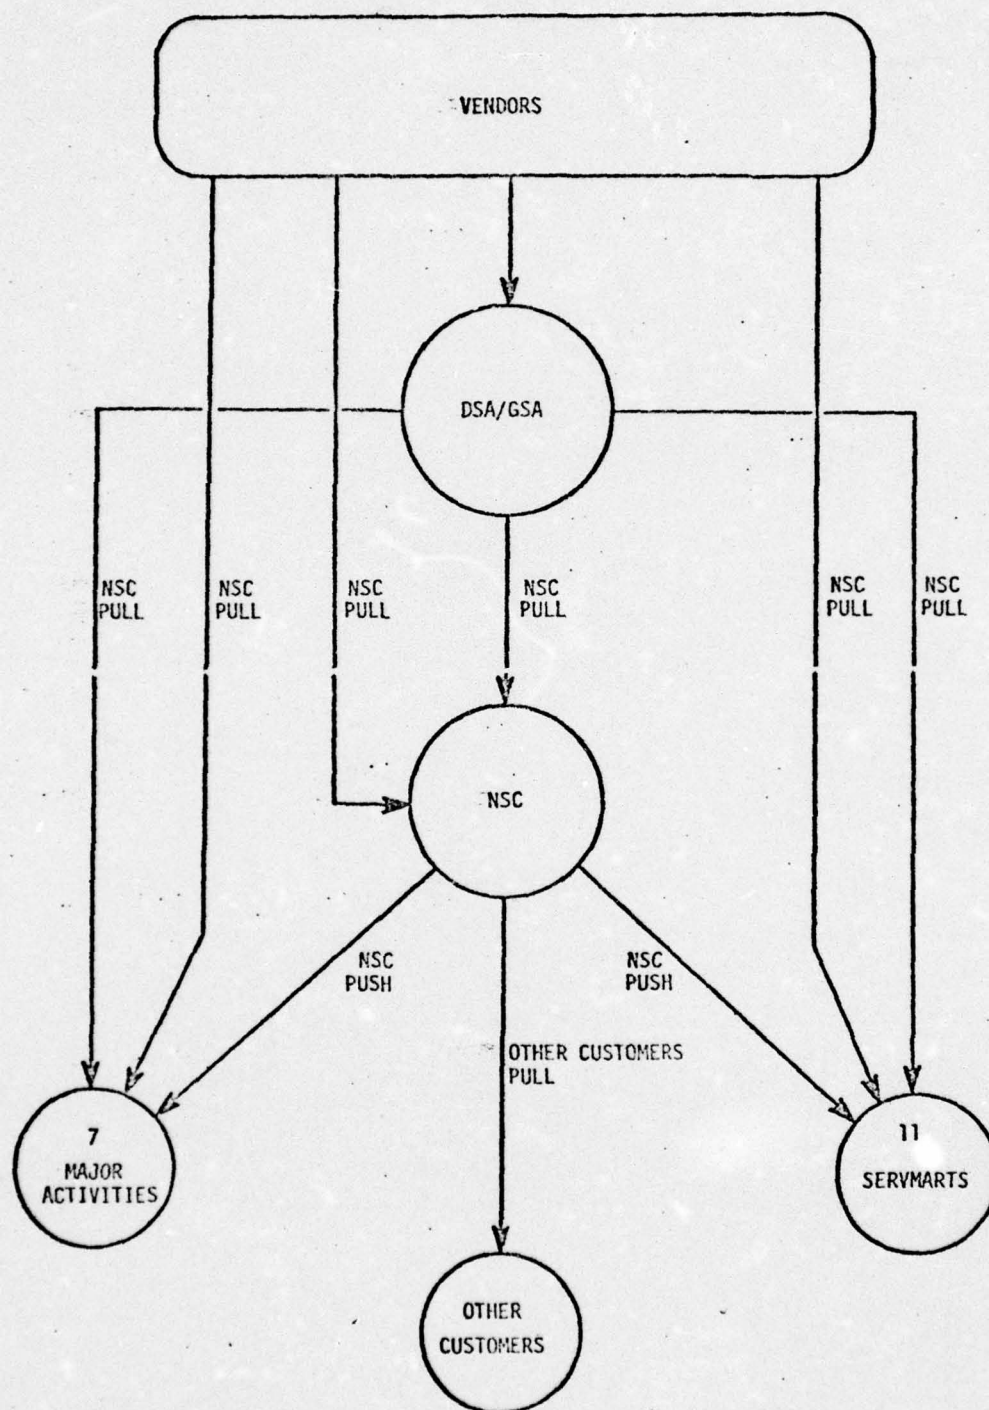 VENDORS
DSA/GSA
NSC
PULL
NSC
PULL
NSC
PULL
NSC
PULL
NSC
PULL
NSC
PULL
NSC
NSC
PUSH
NSC
PUSH
OTHER CUSTOMERS
PULL
7
MAJOR
ACTIVITIES
11
SERVMARTS
OTHER
CUSTOMERS